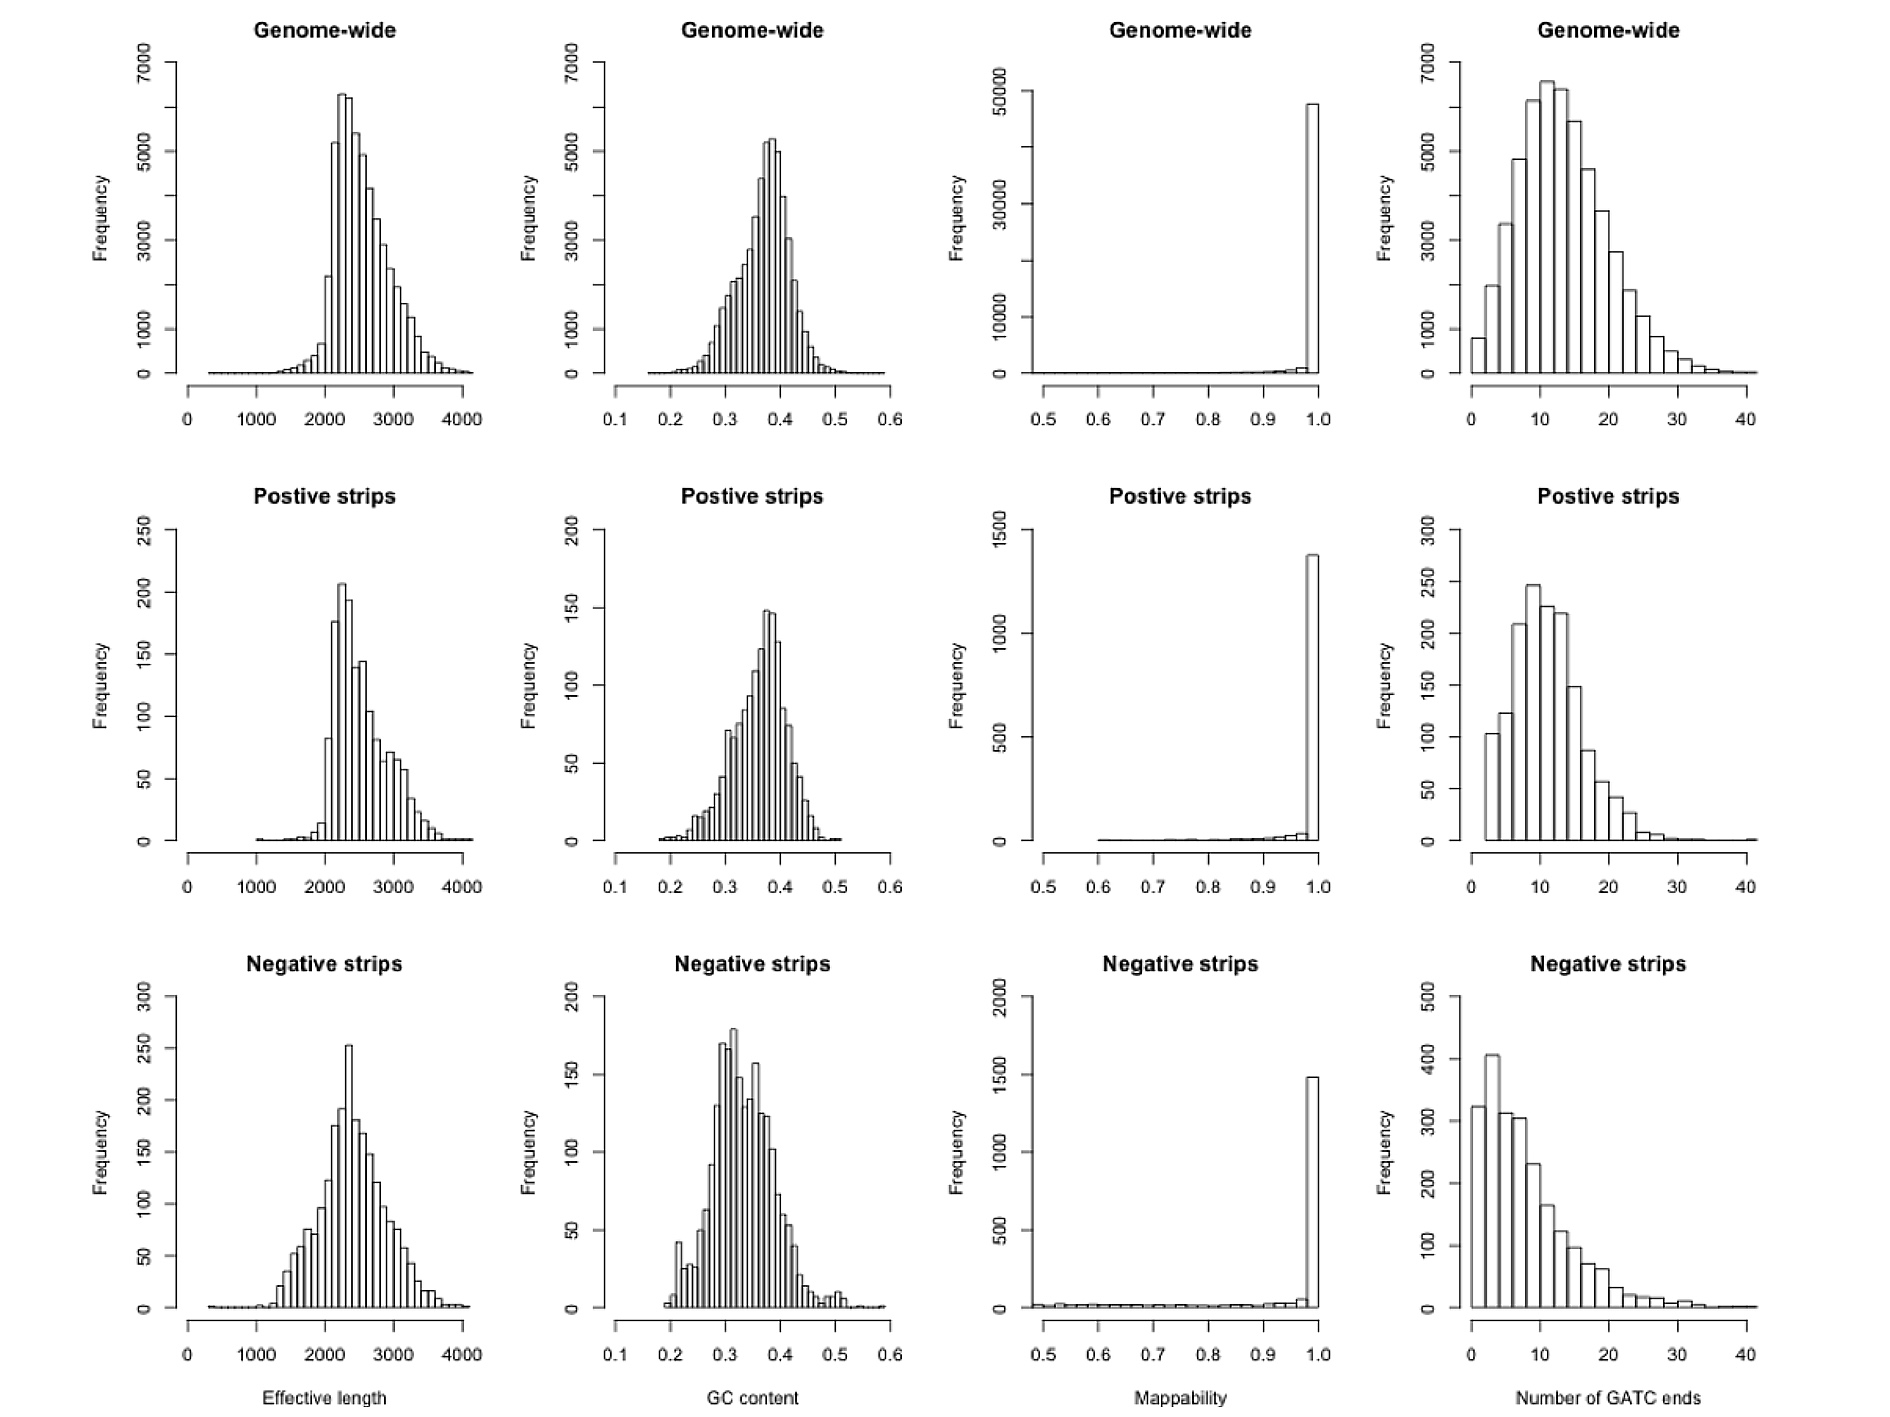 Genome-wide Genome-wide Genome-wide Genome-wide
Frequency 0 1000 3000 5000 7000
Frequency 0 1000 3000 5000 7000
Frequency 0 10000 30000 50000
Frequency 0 1000 3000 5000 7000
0 1000 2000 3000 4000 0.1 0.2 0.3 0.4 0.5 0.6 0.5 0.6 0.7 0.8 0.9 1.0 0 10 20 30 40
Postive strips Postive strips Postive strips Postive strips
Frequency 0 50 100 150 200 250
Frequency 0 50 100 150 200
Frequency 0 500 1000 1500
Frequency 0 50 100 150 200 250 300
0 1000 2000 3000 4000 0.1 0.2 0.3 0.4 0.5 0.6 0.5 0.6 0.7 0.8 0.9 1.0 0 10 20 30 40
Negative strips Negative strips Negative strips Negative strips
Frequency 0 50 100 150 200 250 300
Frequency 0 50 100 150 200
Frequency 0 500 1000 1500 2000
Frequency 0 100 200 300 400 500
0 1000 2000 3000 4000 0.1 0.2 0.3 0.4 0.5 0.6 0.5 0.6 0.7 0.8 0.9 1.0 0 10 20 30 40
Effective length GC content Mappability Number of GATC ends